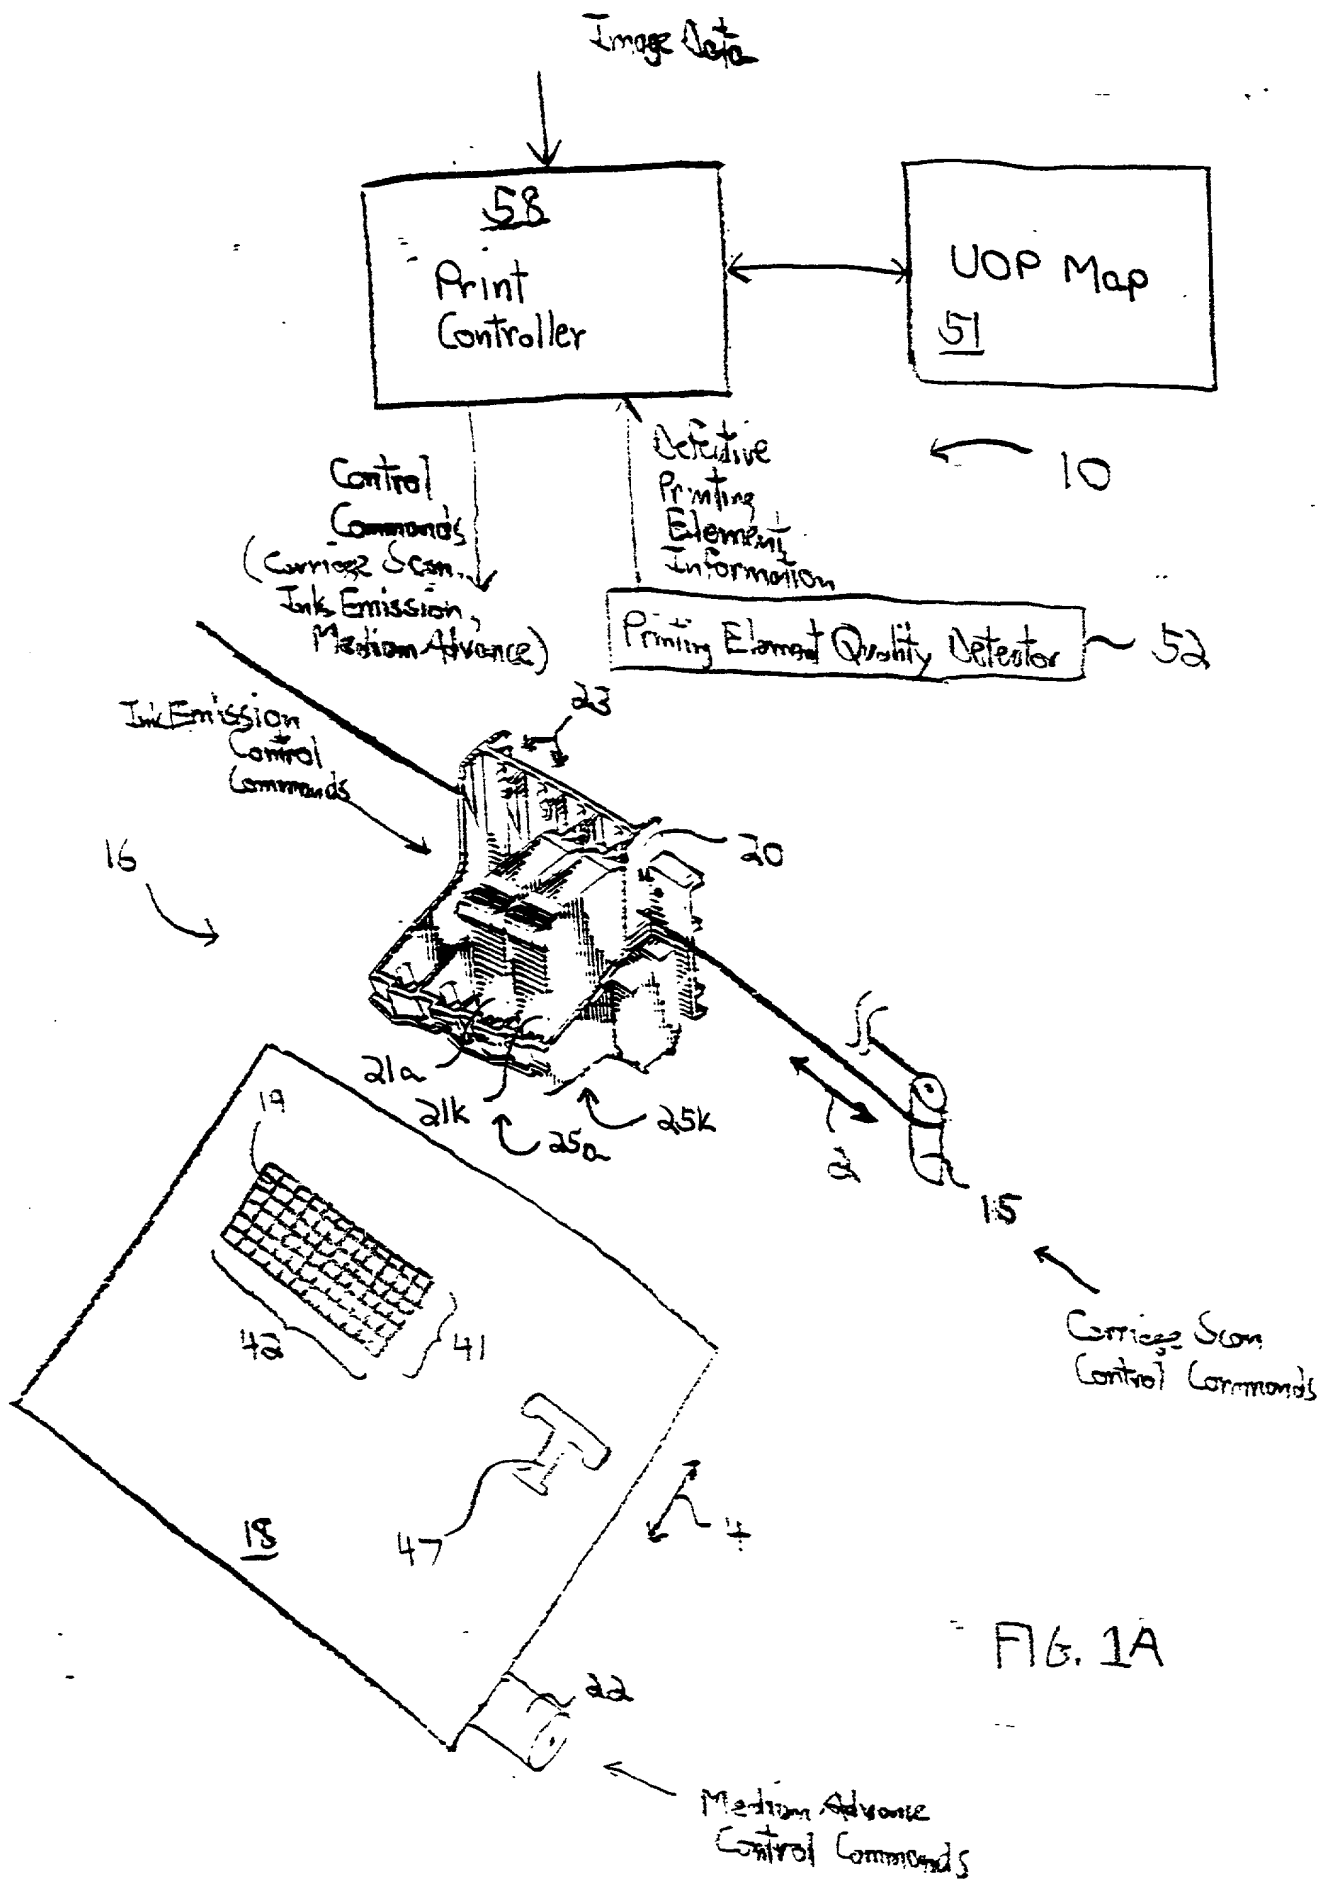 Image Data
58
Print
Controller
UOP Map
51
10
Control
Commands
(Carriage Scan,
Ink Emission,
Medium Advance)
Defective
Printing
Element
Information
Printing Element Quality Detector
52
23
Ink Emission
Control
Commands
16
20
21a
21k
25a
25k
2
15
Carriage Scan
Control Commands
19
42
41
47
4
18
22
FIG. 1A
Medium Advance
Control Commands